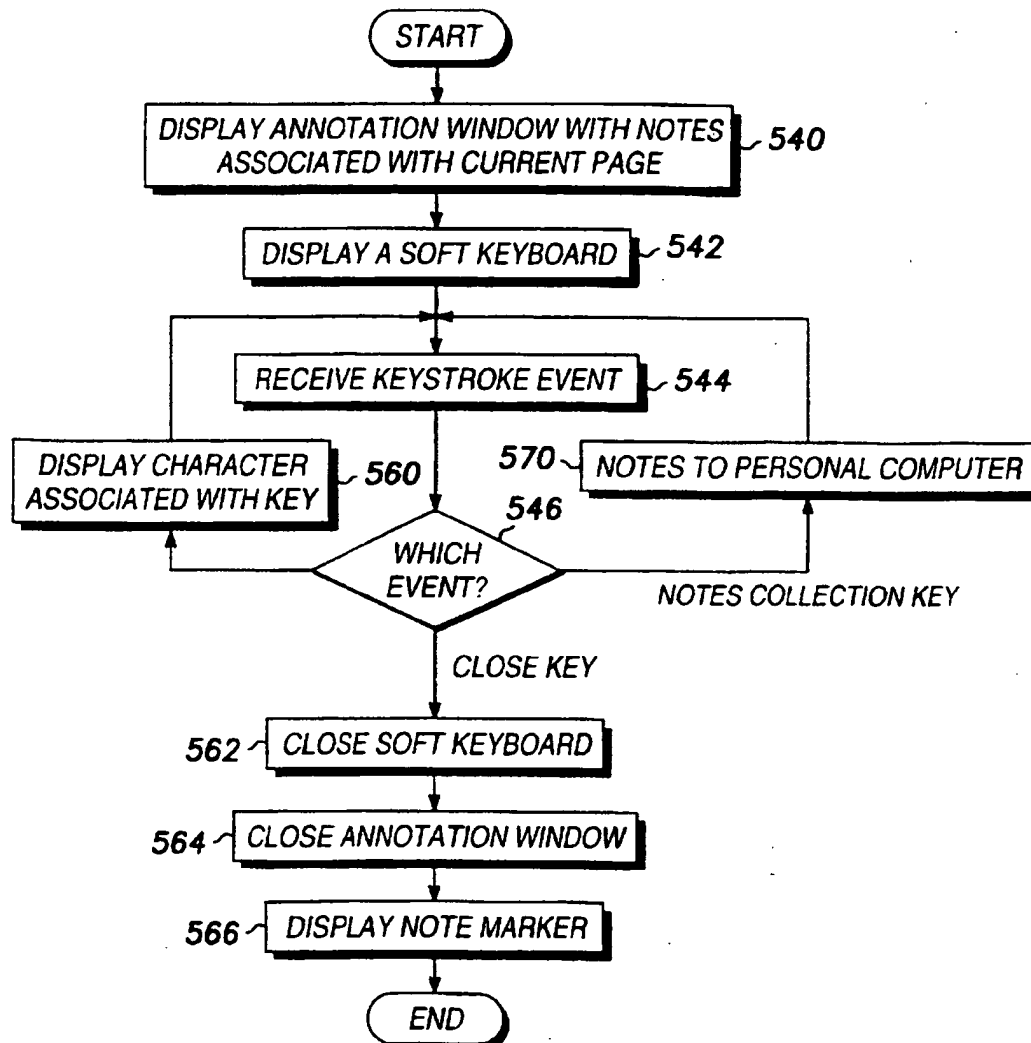 START
DISPLAY ANNOTATION WINDOW WITH NOTES
ASSOCIATED WITH CURRENT PAGE
540
DISPLAY A SOFT KEYBOARD
542
RECEIVE KEYSTROKE EVENT
544
DISPLAY CHARACTER
ASSOCIATED WITH KEY
560
570
NOTES TO PERSONAL COMPUTER
546
WHICH
EVENT?
NOTES COLLECTION KEY
CLOSE KEY
562
CLOSE SOFT KEYBOARD
564
CLOSE ANNOTATION WINDOW
566
DISPLAY NOTE MARKER
END